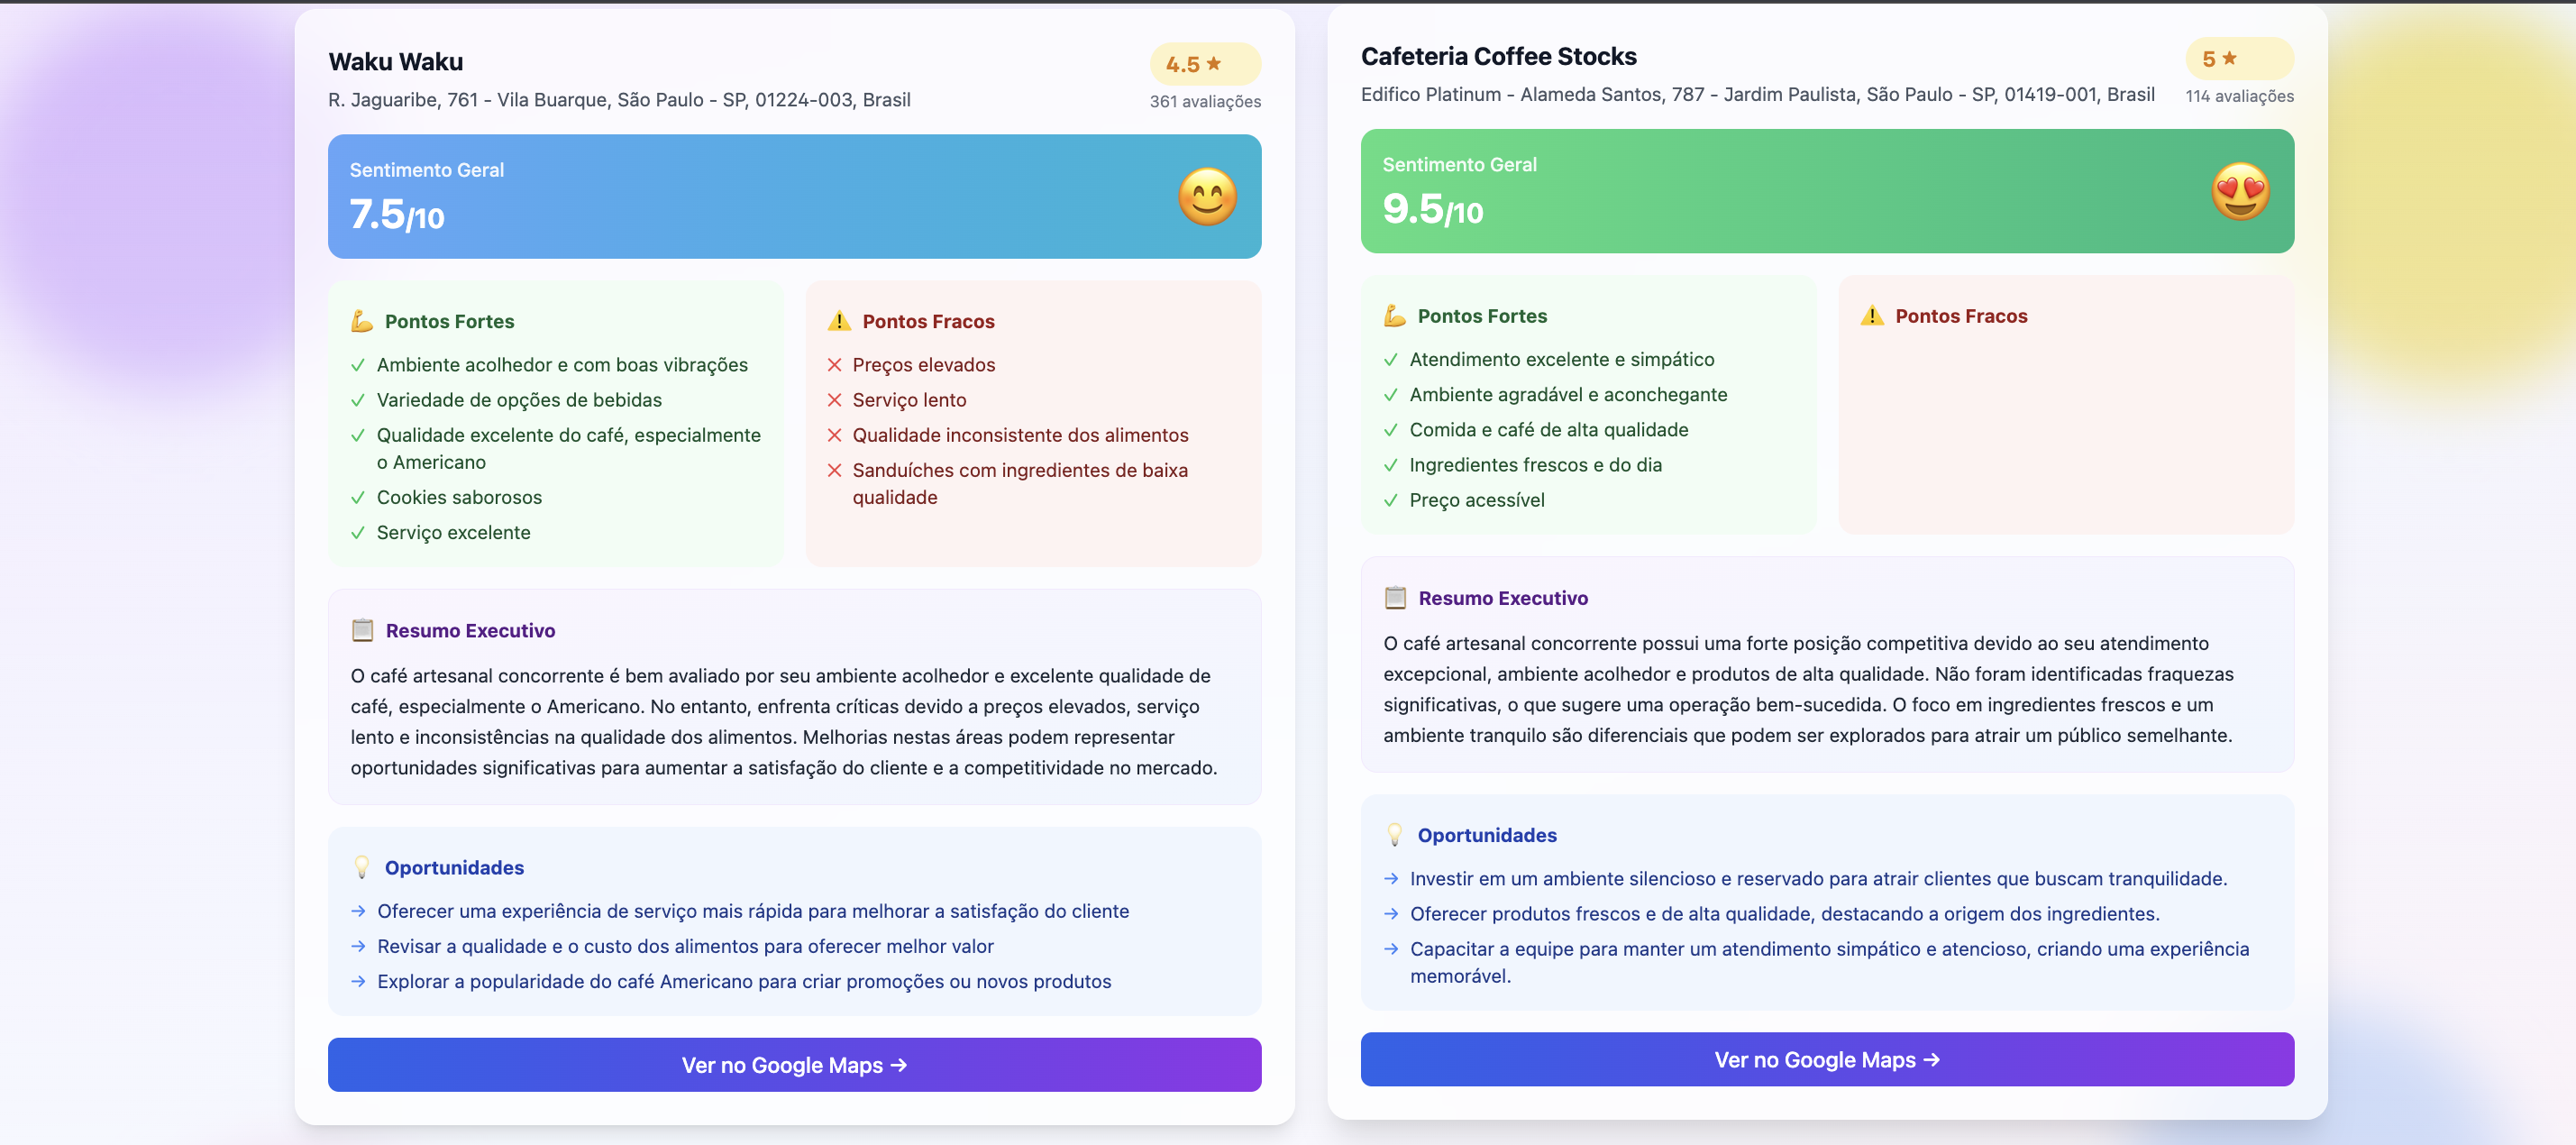 Waku Waku
R. Jaguaribe, 761 - Vila Buarque, São Paulo - SP, 01224-003, Brasil
4.5 ★
361 avaliações
Sentimento Geral
7.5/10
Pontos Fortes
Ambiente acolhedor e com boas vibrações
Variedade de opções de bebidas
Qualidade excelente do café, especialmente
o Americano
Cookies saborosos
Serviço excelente
Pontos Fracos
Preços elevados
Serviço lento
Qualidade inconsistente dos alimentos
Sanduíches com ingredientes de baixa
qualidade
Resumo Executivo
O café artesanal concorrente é bem avaliado por seu ambiente acolhedor e excelente qualidade de
café, especialmente o Americano. No entanto, enfrenta críticas devido a preços elevados, serviço
lento e inconsistências na qualidade dos alimentos. Melhorias nestas áreas podem representar
oportunidades significativas para aumentar a satisfação do cliente e a competitividade no mercado.
Oportunidades
→ Oferecer uma experiência de serviço mais rápida para melhorar a satisfação do cliente
→ Revisar a qualidade e o custo dos alimentos para oferecer melhor valor
→ Explorar a popularidade do café Americano para criar promoções ou novos produtos
Ver no Google Maps →
Cafeteria Coffee Stocks
Edifico Platinum - Alameda Santos, 787 - Jardim Paulista, São Paulo - SP, 01419-001, Brasil
5 ★
114 avaliações
Sentimento Geral
9.5/10
Pontos Fortes
Atendimento excelente e simpático
Ambiente agradável e aconchegante
Comida e café de alta qualidade
Ingredientes frescos e do dia
Preço acessível
Pontos Fracos
Resumo Executivo
O café artesanal concorrente possui uma forte posição competitiva devido ao seu atendimento
excepcional, ambiente acolhedor e produtos de alta qualidade. Não foram identificadas fraquezas
significativas, o que sugere uma operação bem-sucedida. O foco em ingredientes frescos e um
ambiente tranquilo são diferenciais que podem ser explorados para atrair um público semelhante.
Oportunidades
→ Investir em um ambiente silencioso e reservado para atrair clientes que buscam tranquilidade.
→ Oferecer produtos frescos e de alta qualidade, destacando a origem dos ingredientes.
→ Capacitar a equipe para manter um atendimento simpático e atencioso, criando uma experiência
memorável.
Ver no Google Maps →